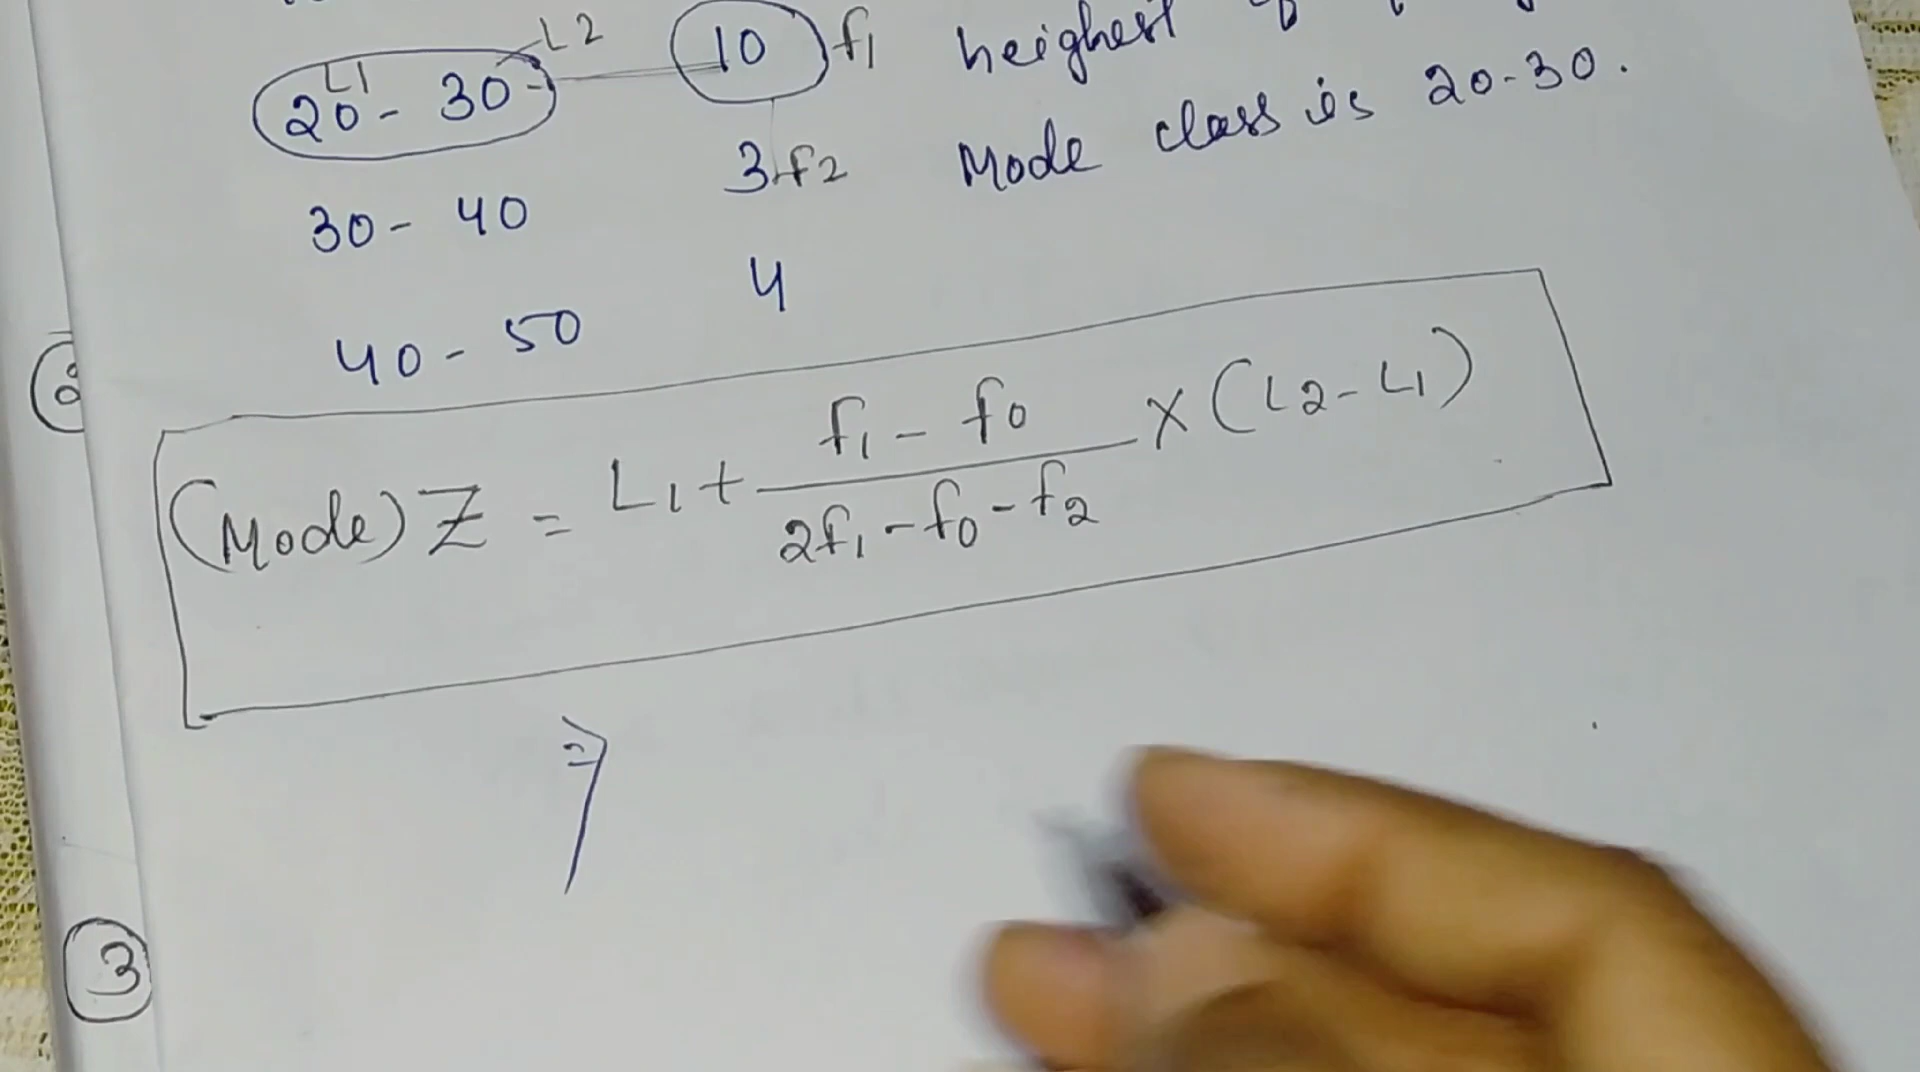 L1 L2
20 - 30 10 f1 heighest
30 - 40 3 f2 Mode class is 20-30.
40 - 50 4
(Mode) Z = L1 + f1 - f0 / 2f1 - f0 - f2 × (L2 - L1)
⇒
3